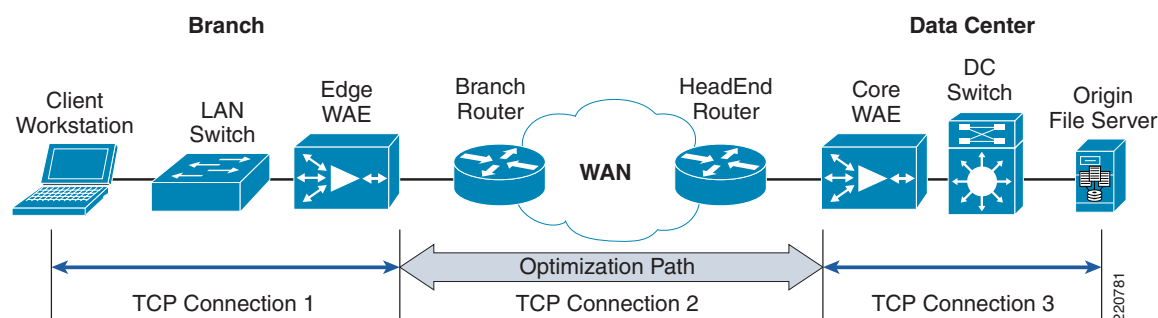 Branch
Data Center
Client
Workstation
LAN
Switch
Edge
WAE
Branch
Router
WAN
HeadEnd
Router
Core
WAE
DC
Switch
Origin
File Server
Optimization Path
TCP Connection 1
TCP Connection 2
TCP Connection 3
220781